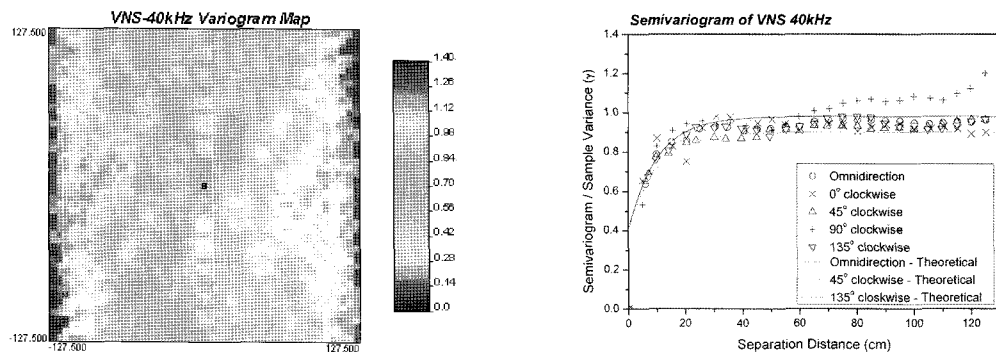 VNS-40kHz Variogram Map
127.500
-127.500
-127.500
127.500
1.40
1.26
1.12
0.98
0.84
0.70
0.56
0.42
0.28
0.14
0.0
Semivariogram of VNS 40kHz
Semivariogram / Sample Variance (γ)
1.4
1.2
1.0
0.8
0.6
0.4
0.2
0.0
0
20
40
60
80
100
120
Separation Distance (cm)
Omnidirection
0° clockwise
45° clockwise
90° clockwise
135° clockwise
Omnidirection - Theoretical
45° clockwise - Theoretical
135° closkwise - Theoretical